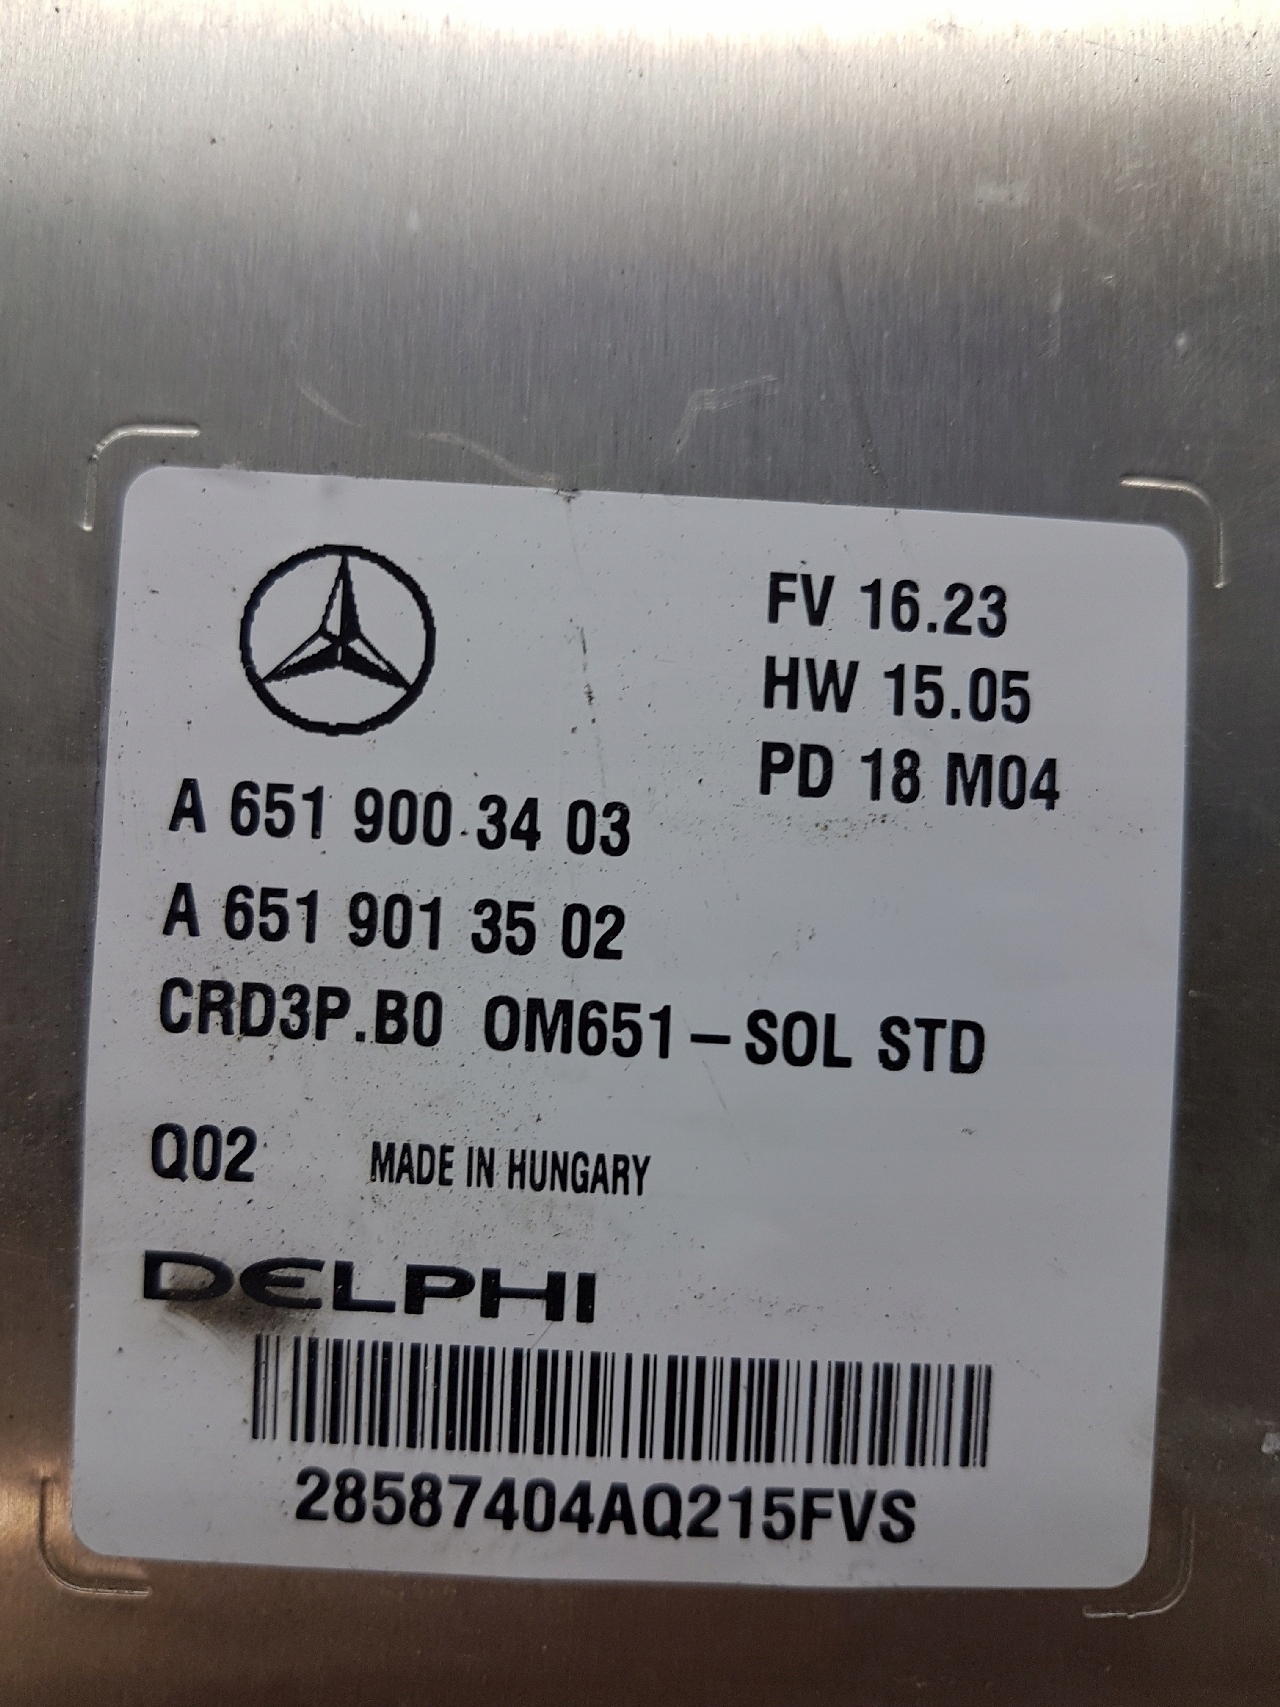 FV 16.23
HW 15.05
PD 18 M04
A 651 900 34 03
A 651 901 35 02
CRD3P.B0 OM651-SOL STD
Q02 MADE IN HUNGARY
DELPHI
28587404AQ215FVS